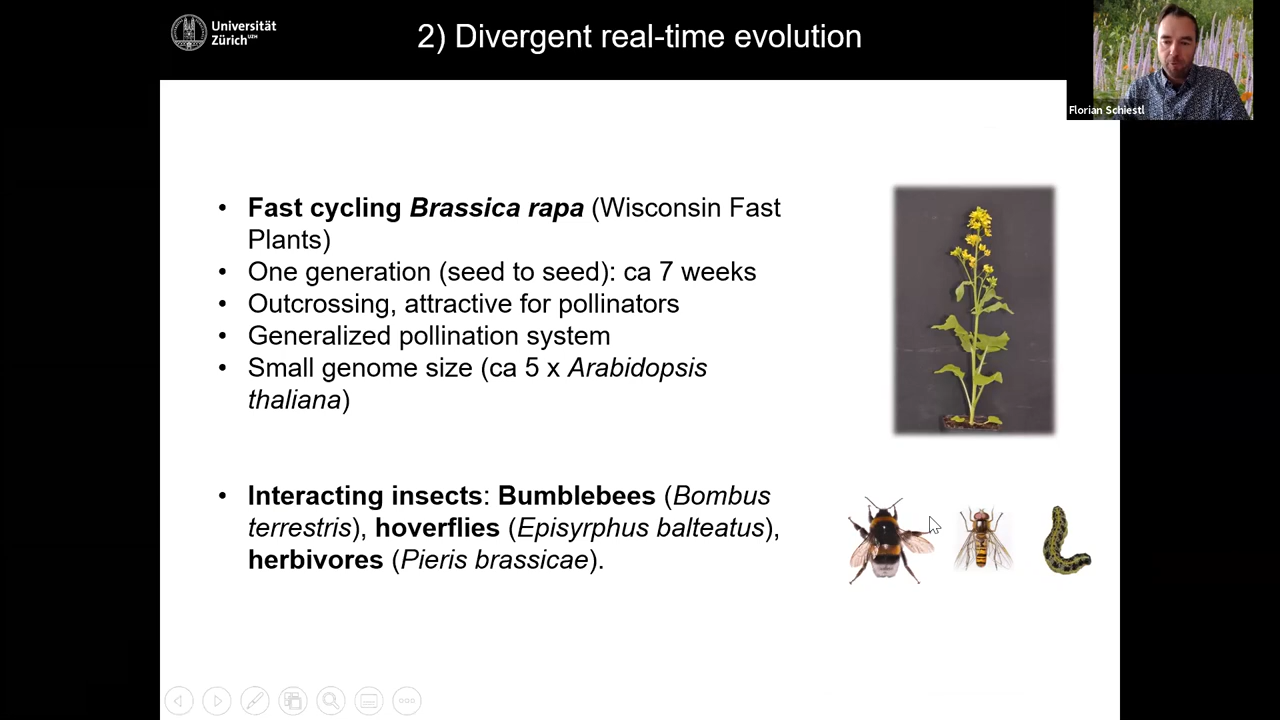 Universität
Zürich UZH
2) Divergent real-time evolution
Florian Schiestl
• Fast cycling Brassica rapa (Wisconsin Fast
Plants)
• One generation (seed to seed): ca 7 weeks
• Outcrossing, attractive for pollinators
• Generalized pollination system
• Small genome size (ca 5 x Arabidopsis
thaliana)
• Interacting insects: Bumblebees (Bombus
terrestris), hoverflies (Episyrphus balteatus),
herbivores (Pieris brassicae).